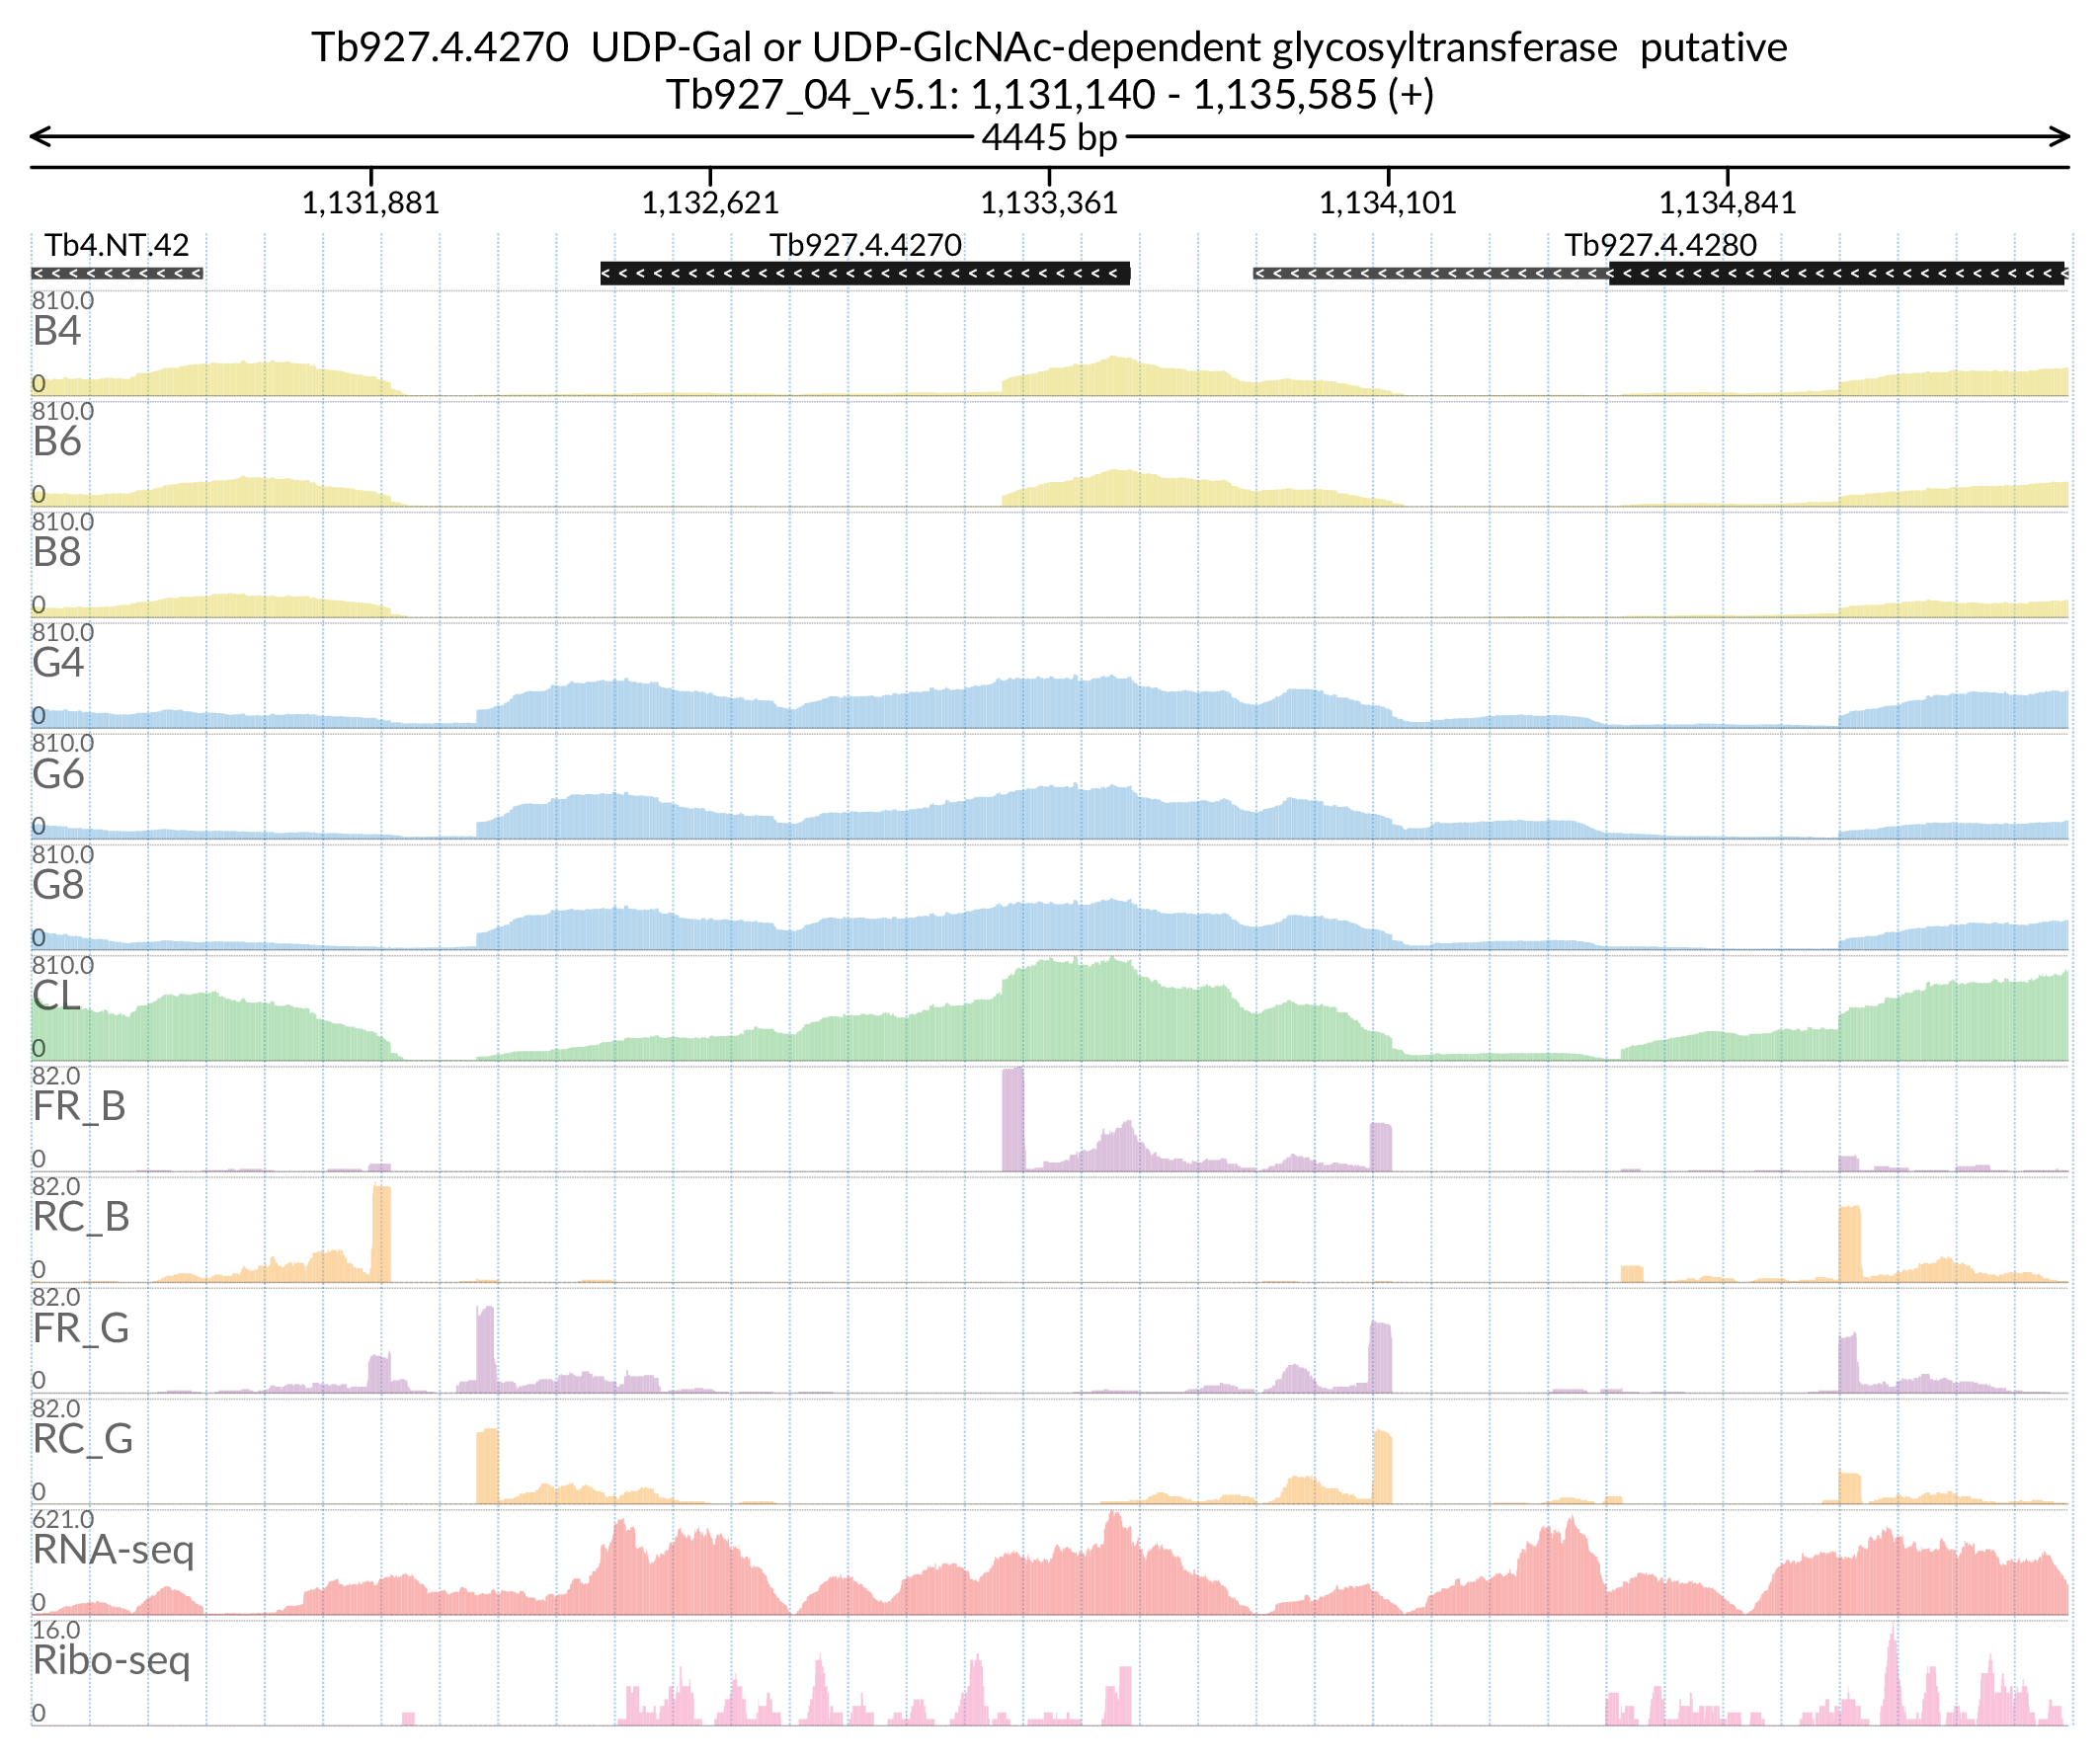 Tb927.4.4270  UDP-Gal or UDP-GlcNAc-dependent glycosyltransferase  putative
Tb927_04_v5.1: 1,131,140 - 1,135,585 (+)
4445 bp
1,131,881 1,132,621 1,133,361 1,134,101 1,134,841
Tb4.NT.42 Tb927.4.4270 Tb927.4.4280
810.0
B4
0
810.0
B6
0
810.0
B8
0
810.0
G4
0
810.0
G6
0
810.0
G8
0
810.0
CL
0
82.0
FR_B
0
82.0
RC_B
0
82.0
FR_G
0
82.0
RC_G
0
621.0
RNA-seq
0
16.0
Ribo-seq
0